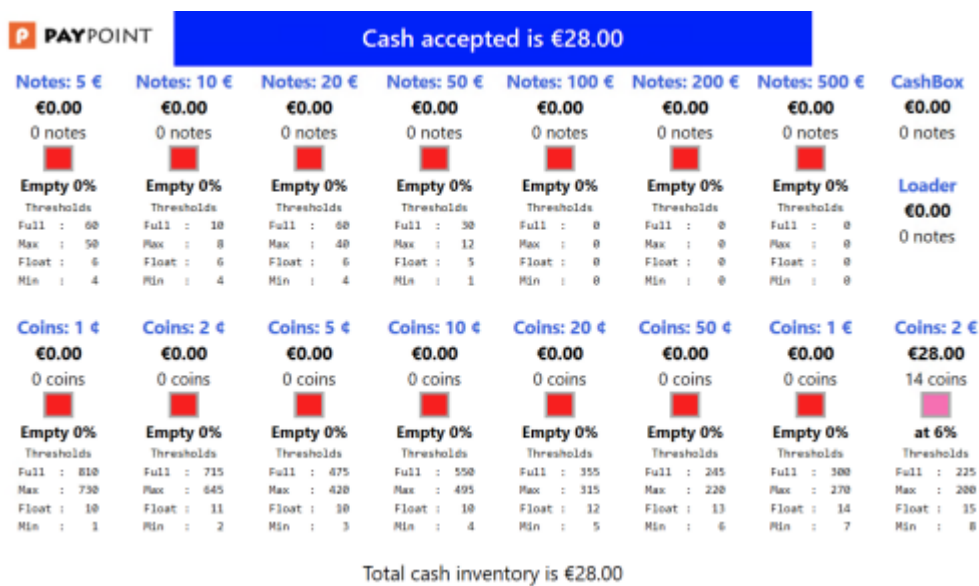 PAYPOINT
Cash accepted is €28.00
Notes: 5 € Notes: 10 € Notes: 20 € Notes: 50 € Notes: 100 € Notes: 200 € Notes: 500 € CashBox
€0.00 €0.00 €0.00 €0.00 €0.00 €0.00 €0.00 €0.00
0 notes 0 notes 0 notes 0 notes 0 notes 0 notes 0 notes 0 notes
Empty 0% Empty 0% Empty 0% Empty 0% Empty 0% Empty 0% Empty 0% Loader
Thresholds Thresholds Thresholds Thresholds Thresholds Thresholds Thresholds €0.00
Full : 60 Full : 10 Full : 60 Full : 30 Full : 0 Full : 0 Full : 0 0 notes
Max : 50 Max : 8 Max : 40 Max : 12 Max : 0 Max : 0 Max : 0
Float : 6 Float : 6 Float : 6 Float : 5 Float : 0 Float : 0 Float : 0
Min : 4 Min : 4 Min : 4 Min : 1 Min : 0 Min : 0 Min : 0
Coins: 1 ¢ Coins: 2 ¢ Coins: 5 ¢ Coins: 10 ¢ Coins: 20 ¢ Coins: 50 ¢ Coins: 1 € Coins: 2 €
€0.00 €0.00 €0.00 €0.00 €0.00 €0.00 €0.00 €28.00
0 coins 0 coins 0 coins 0 coins 0 coins 0 coins 0 coins 14 coins
Empty 0% Empty 0% Empty 0% Empty 0% Empty 0% Empty 0% Empty 0% at 6%
Thresholds Thresholds Thresholds Thresholds Thresholds Thresholds Thresholds Thresholds
Full : 810 Full : 715 Full : 475 Full : 550 Full : 355 Full : 245 Full : 300 Full : 225
Max : 730 Max : 645 Max : 420 Max : 495 Max : 315 Max : 220 Max : 270 Max : 200
Float : 10 Float : 11 Float : 10 Float : 10 Float : 12 Float : 13 Float : 14 Float : 15
Min : 1 Min : 2 Min : 3 Min : 4 Min : 5 Min : 6 Min : 7 Min : 8
Total cash inventory is €28.00